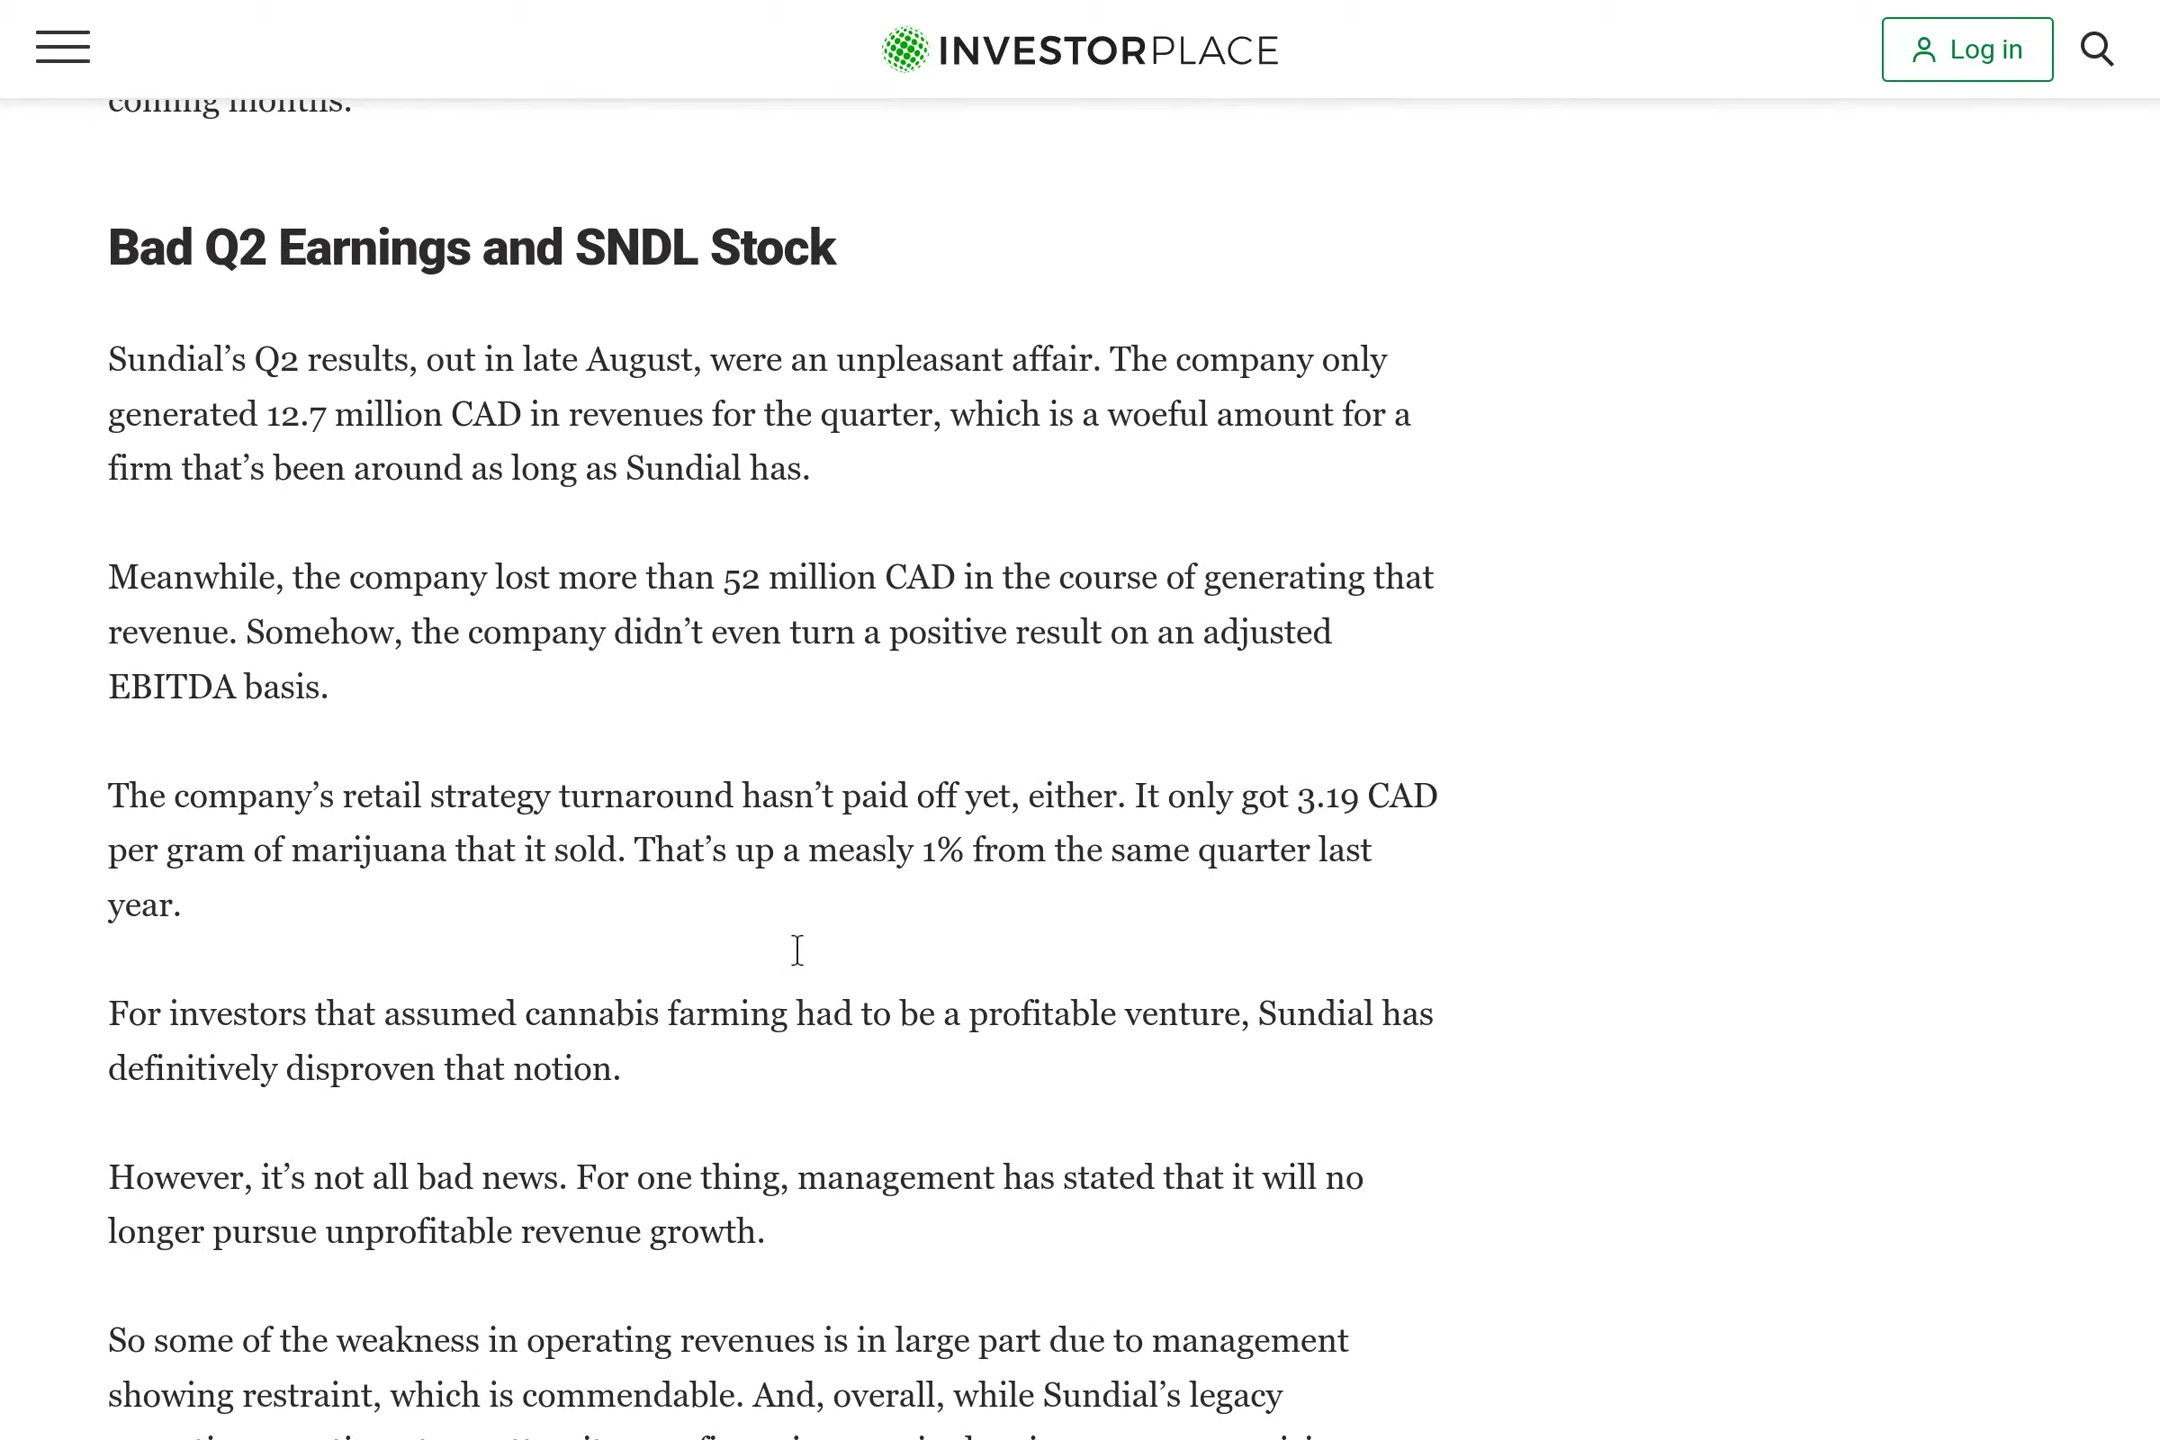 INVESTORPLACE
Log in
coming months.
Bad Q2 Earnings and SNDL Stock
Sundial’s Q2 results, out in late August, were an unpleasant affair. The company only
generated 12.7 million CAD in revenues for the quarter, which is a woeful amount for a
firm that’s been around as long as Sundial has.
Meanwhile, the company lost more than 52 million CAD in the course of generating that
revenue. Somehow, the company didn’t even turn a positive result on an adjusted
EBITDA basis.
The company’s retail strategy turnaround hasn’t paid off yet, either. It only got 3.19 CAD
per gram of marijuana that it sold. That’s up a measly 1% from the same quarter last
year.
For investors that assumed cannabis farming had to be a profitable venture, Sundial has
definitively disproven that notion.
However, it’s not all bad news. For one thing, management has stated that it will no
longer pursue unprofitable revenue growth.
So some of the weakness in operating revenues is in large part due to management
showing restraint, which is commendable. And, overall, while Sundial’s legacy